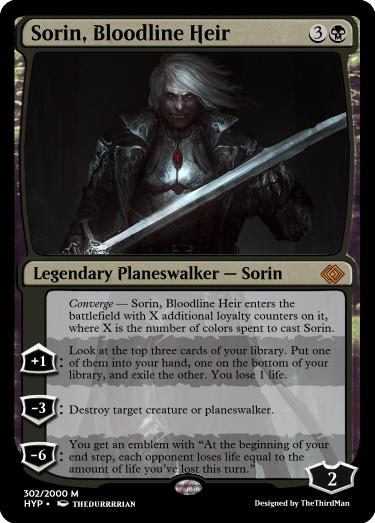 Sorin, Bloodline Heir 3
Legendary Planeswalker — Sorin
Converge — Sorin, Bloodline Heir enters the
battlefield with X additional loyalty counters on it,
where X is the number of colors spent to cast Sorin.
+1: Look at the top three cards of your library. Put one
of them into your hand, one on the bottom of your
library, and exile the other. You lose 1 life.
-3: Destroy target creature or planeswalker.
-6: You get an emblem with “At the beginning of your
end step, each opponent loses life equal to the
amount of life you’ve lost this turn.”
2
302/2000 M
HYP • THEDURRRRIAN
Designed by TheThirdMan